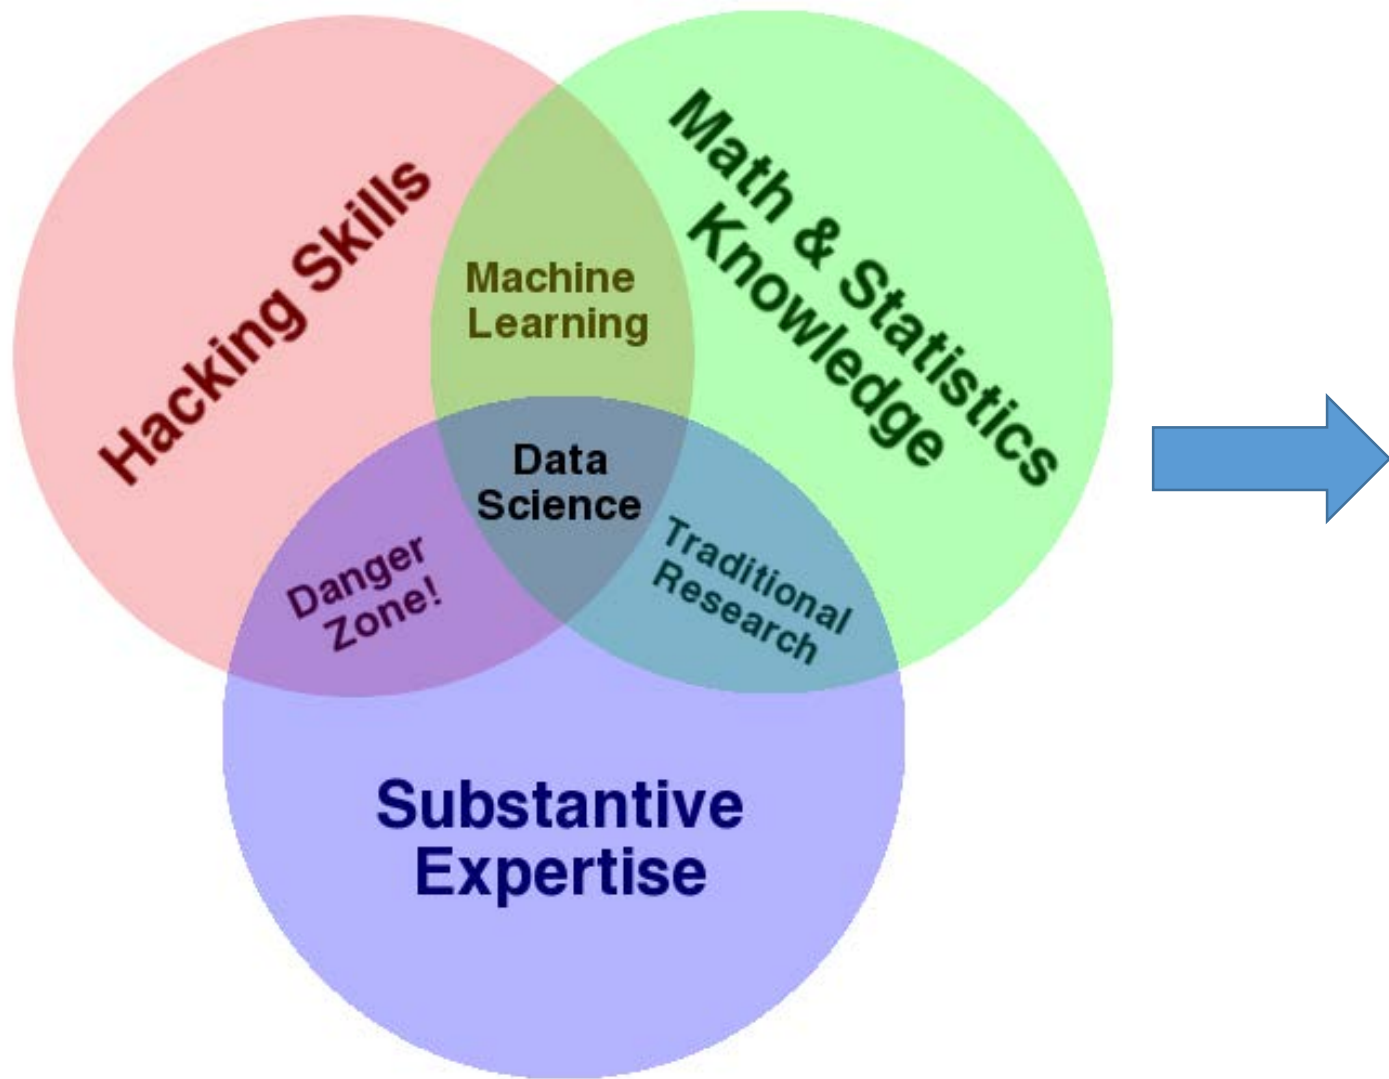 Hacking Skills
Math & Statistics
Knowledge
Machine
Learning
Data
Science
Danger
Zone!
Traditional
Research
Substantive
Expertise